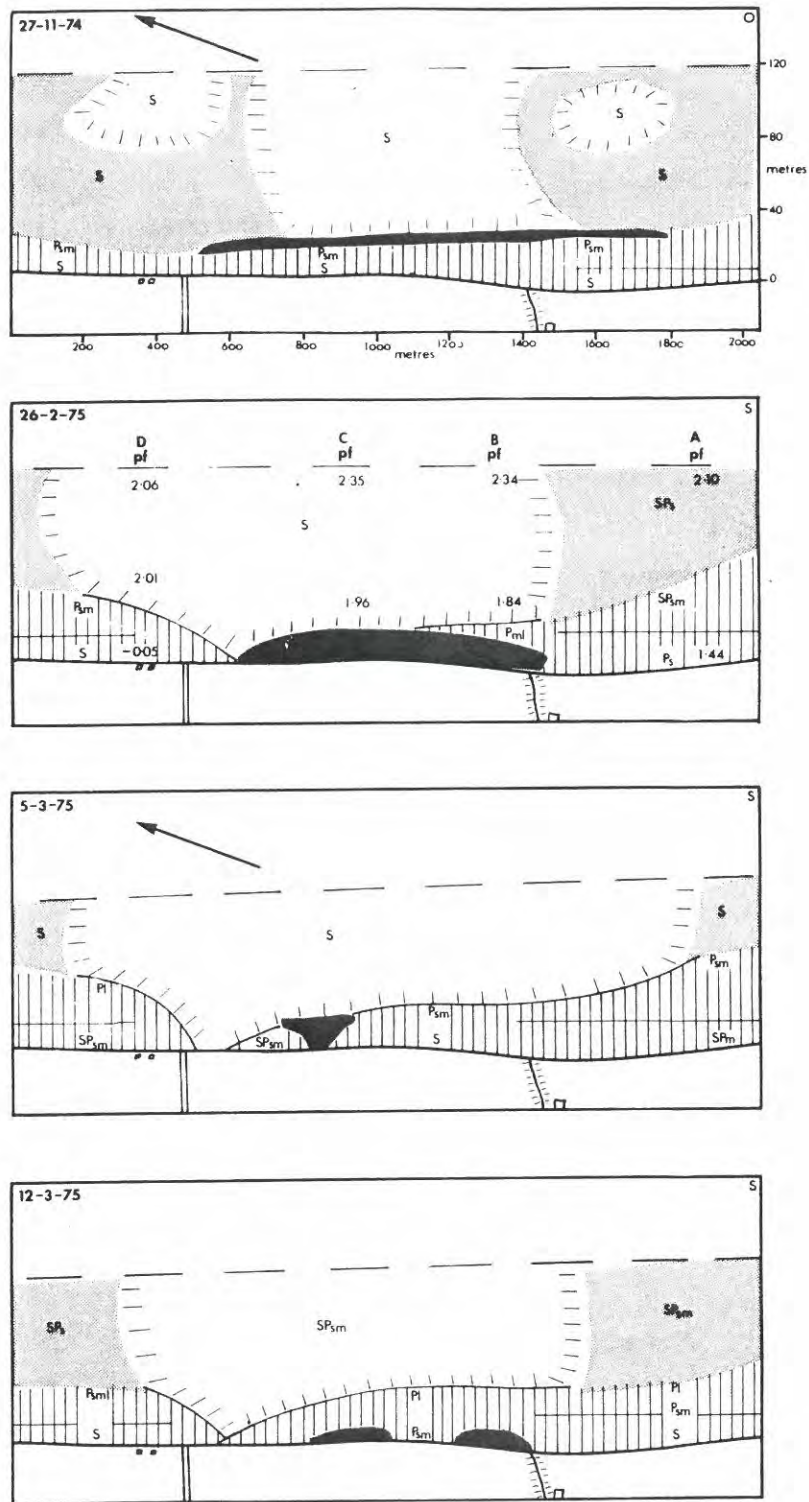 27-11-74 O
120
S
S S
80
metres
S S
40
Psm Psm Psm
S S
0
200 400 600 800 1000 1200 1400 1600 1800 2000
metres
26-2-75 S
D C B A
pf pf pf pf
2·06 2·35 2·34 2·10
SPs
S
2·01
Psm 1·96 1·84 SPsm
Pml
S -0·05 Ps 1·44
5-3-75 S
S S S
Psm
Pl
Psm
SPsm SPsm S SPm
12-3-75 S
SPs SPsm SPsm
Psml Pl Pl
Psm
S Psm S